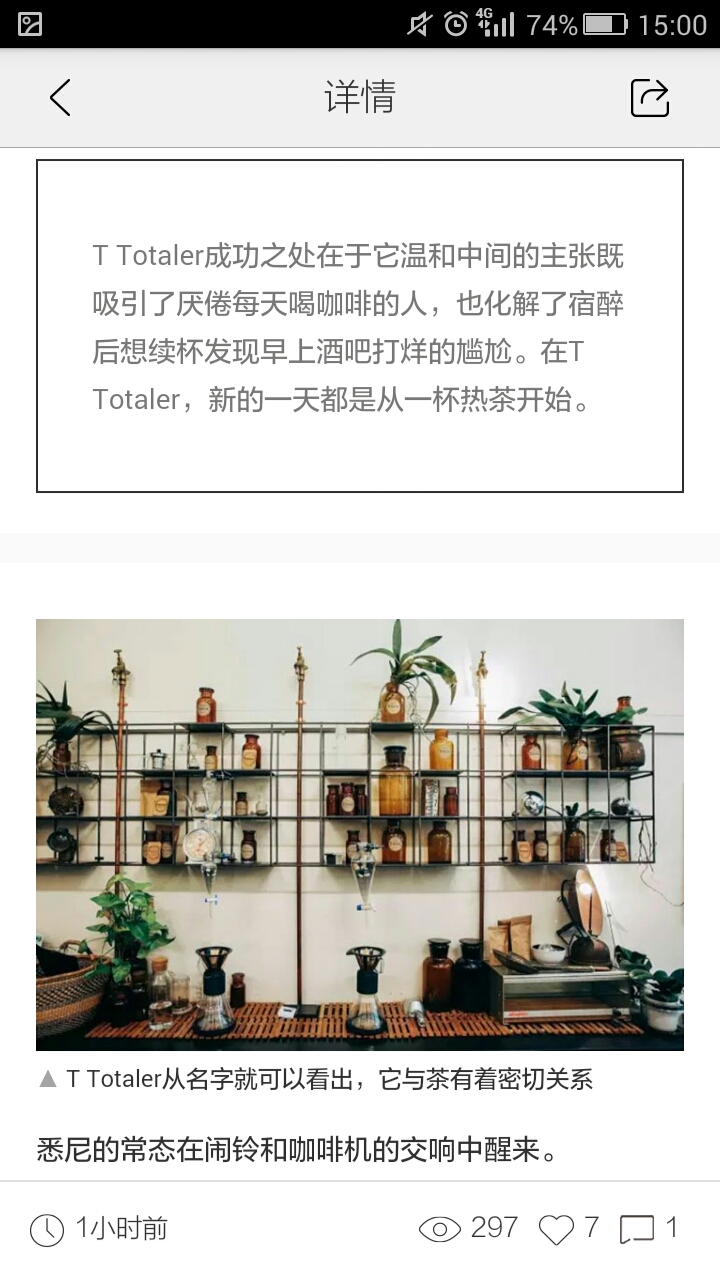 4G 74% 15:00
详情
T Totaler成功之处在于它温和中间的主张既
吸引了厌倦每天喝咖啡的人，也化解了宿醉
后想续杯发现早上酒吧打烊的尴尬。在T
Totaler，新的一天都是从一杯热茶开始。
▲ T Totaler从名字就可以看出，它与茶有着密切关系
悉尼的常态在闹铃和咖啡机的交响中醒来。
1小时前 297 7 1